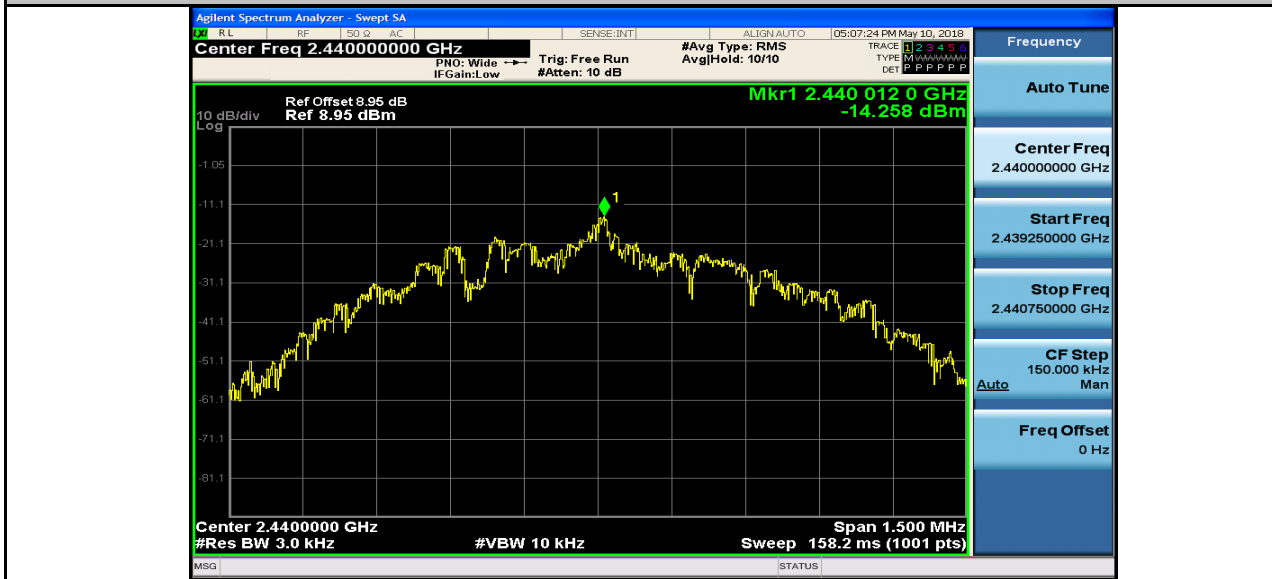 Agilent Spectrum Analyzer - Swept SA
LXI RL RF 50 Ω AC SENSE:INT ALIGN AUTO 05:07:24 PM May 10, 2018
Center Freq 2.440000000 GHz
PNO: Wide
IFGain:Low
Trig: Free Run
#Atten: 10 dB
#Avg Type: RMS
Avg|Hold: 10/10
TRACE 1 2 3 4 5 6
TYPE M
DET P P P P P P
Ref Offset 8.95 dB
10 dB/div Ref 8.95 dBm
Log
Mkr1 2.440 012 0 GHz
-14.258 dBm
1
-1.05
-11.1
-21.1
-31.1
-41.1
-51.1
-61.1
-71.1
-81.1
Center 2.4400000 GHz Span 1.500 MHz
#Res BW 3.0 kHz #VBW 10 kHz Sweep 158.2 ms (1001 pts)
MSG STATUS
Frequency
Auto Tune
Center Freq
2.440000000 GHz
Start Freq
2.439250000 GHz
Stop Freq
2.440750000 GHz
CF Step
150.000 kHz
Auto Man
Freq Offset
0 Hz